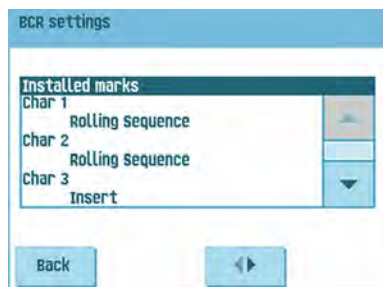 BCR settings
Installed marks
Char 1
Rolling Sequence
Char 2
Rolling Sequence
Char 3
Insert
Back